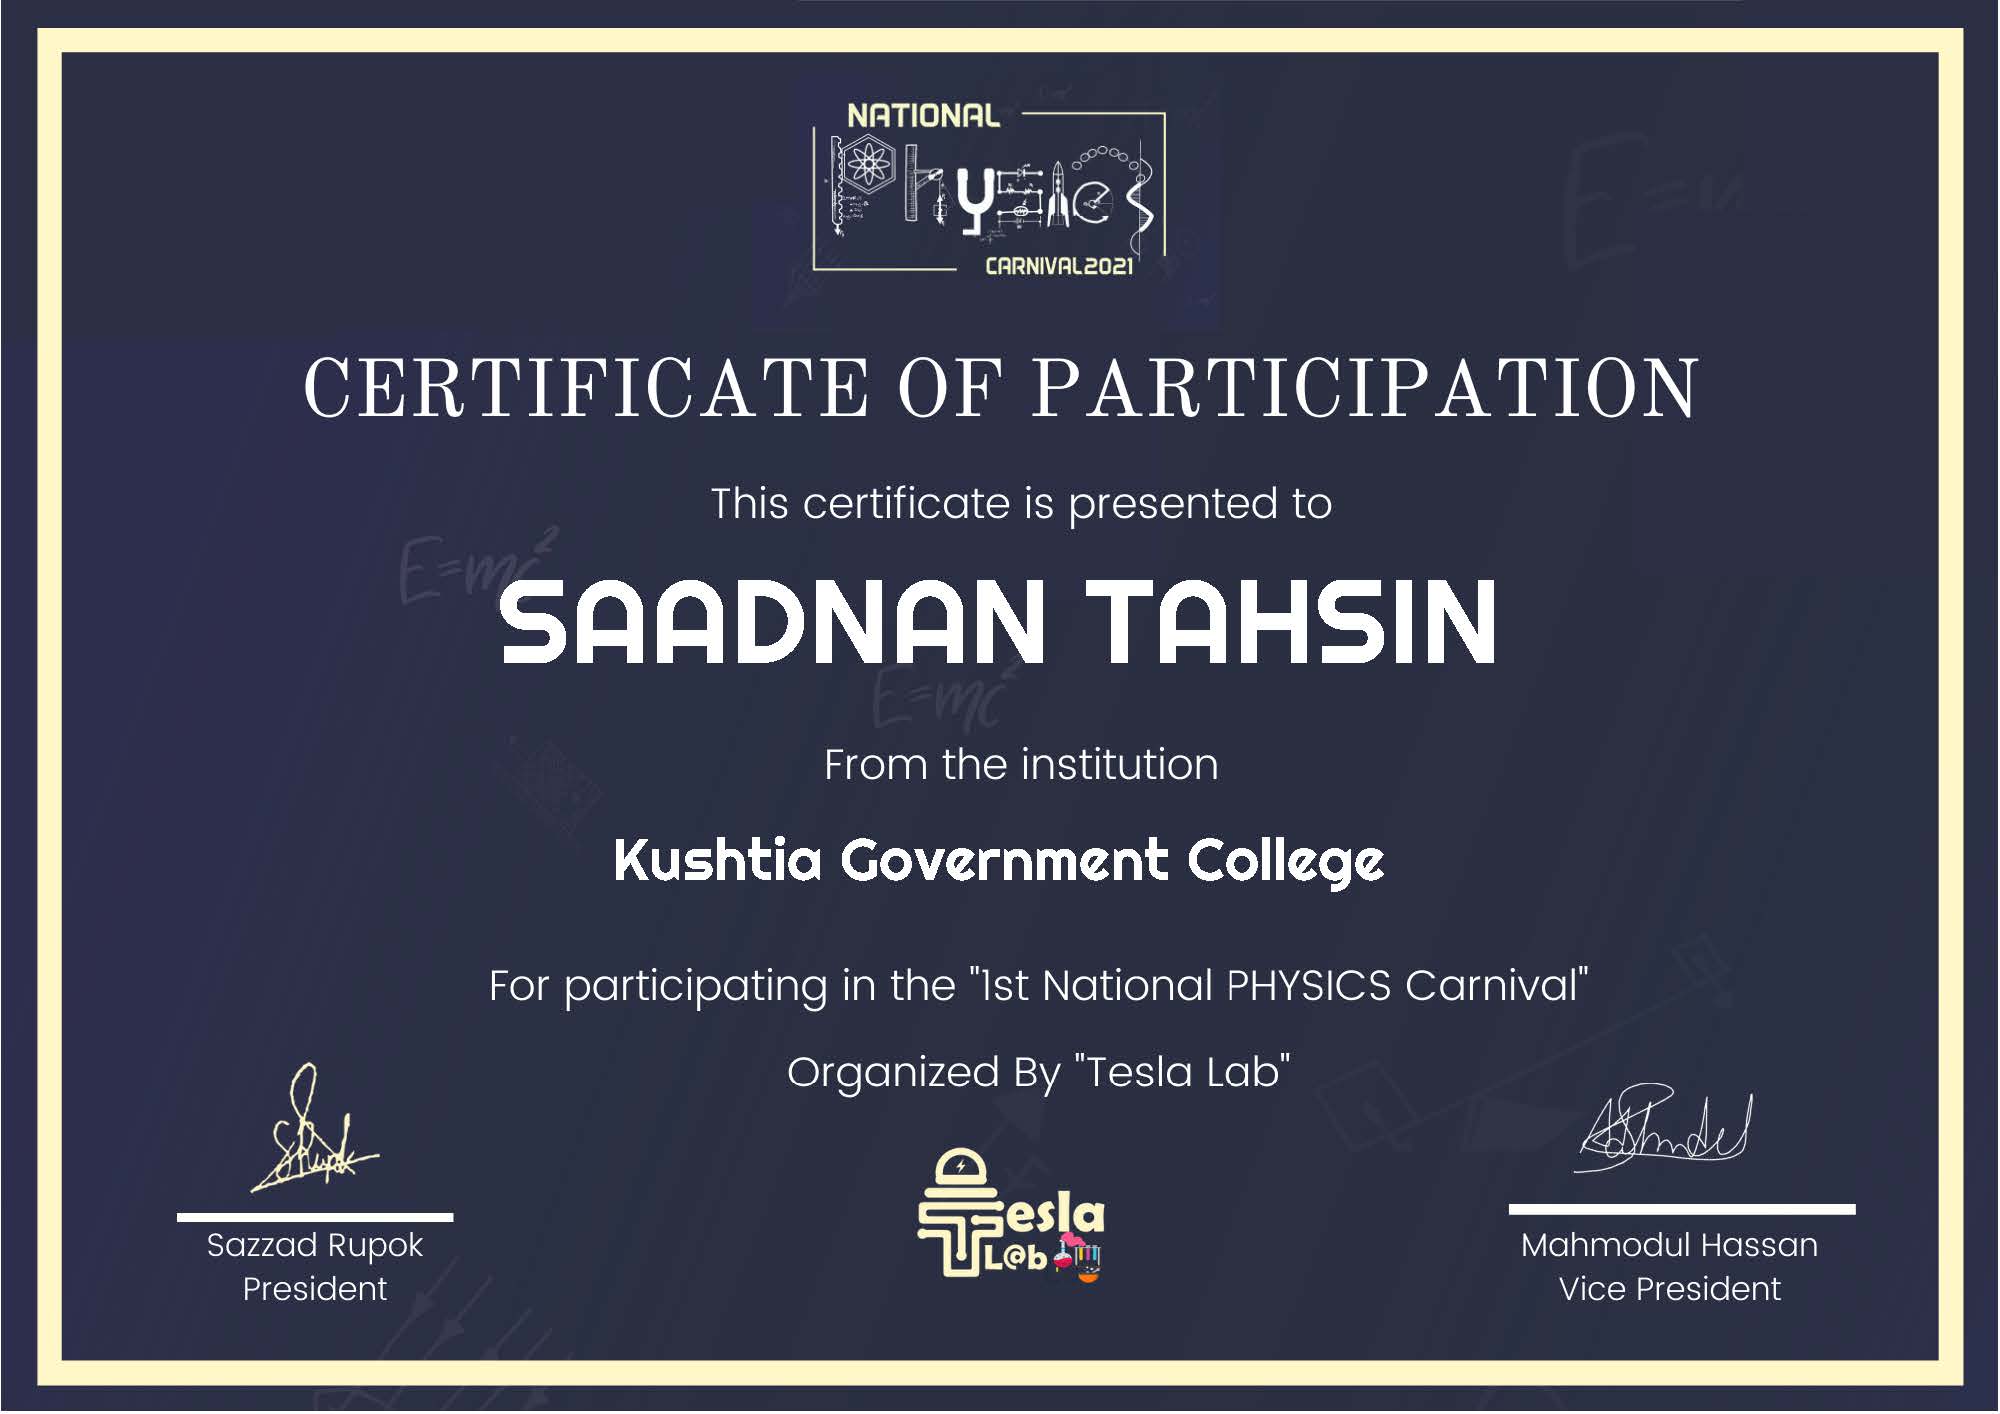 NATIONAL
Physics
CARNIVAL2021
CERTIFICATE OF PARTICIPATION
This certificate is presented to
E=mc²
SAADNAN TAHSIN
E=mc²
From the institution
Kushtia Government College
For participating in the "1st National PHYSICS Carnival"
Organized By "Tesla Lab"
Tesla
L@b
Sazzad Rupok
President
Mahmodul Hassan
Vice President